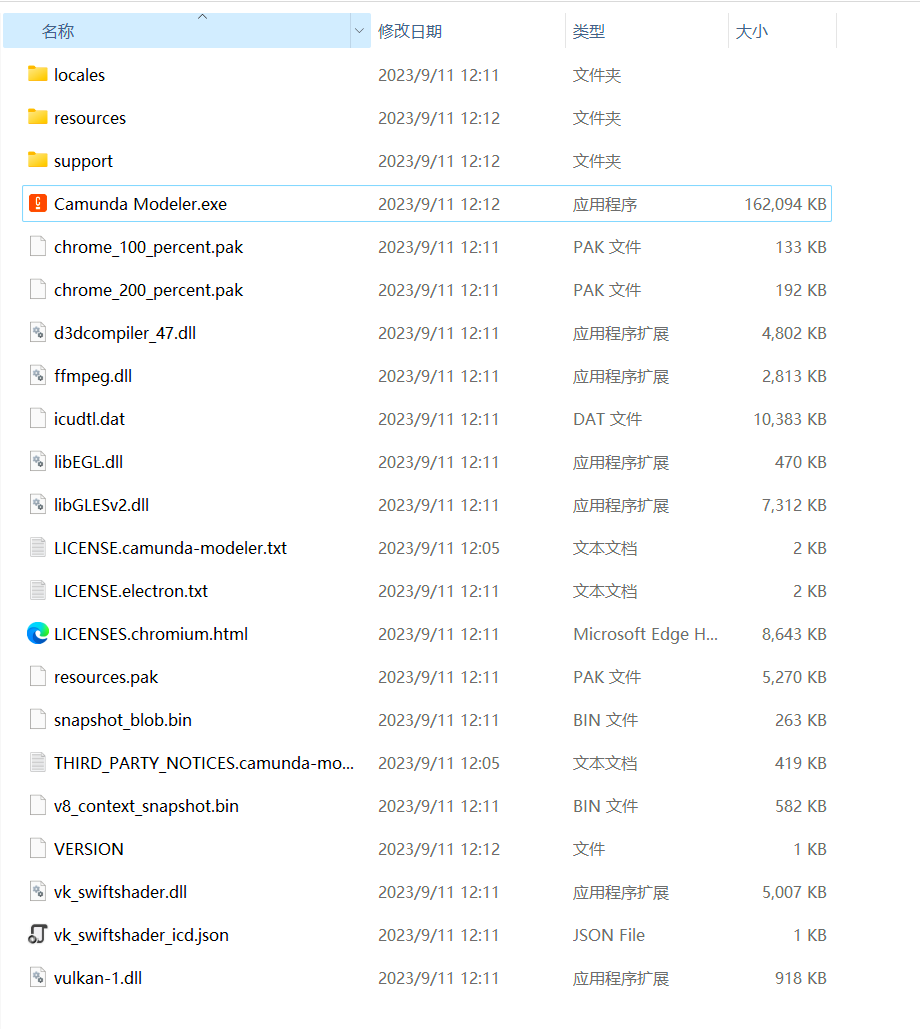 名称 修改日期 类型 大小
locales 2023/9/11 12:11 文件夹
resources 2023/9/11 12:12 文件夹
support 2023/9/11 12:12 文件夹
Camunda Modeler.exe 2023/9/11 12:12 应用程序 162,094 KB
chrome_100_percent.pak 2023/9/11 12:11 PAK 文件 133 KB
chrome_200_percent.pak 2023/9/11 12:11 PAK 文件 192 KB
d3dcompiler_47.dll 2023/9/11 12:11 应用程序扩展 4,802 KB
ffmpeg.dll 2023/9/11 12:11 应用程序扩展 2,813 KB
icudtl.dat 2023/9/11 12:11 DAT 文件 10,383 KB
libEGL.dll 2023/9/11 12:11 应用程序扩展 470 KB
libGLESv2.dll 2023/9/11 12:11 应用程序扩展 7,312 KB
LICENSE.camunda-modeler.txt 2023/9/11 12:05 文本文档 2 KB
LICENSE.electron.txt 2023/9/11 12:11 文本文档 2 KB
LICENSES.chromium.html 2023/9/11 12:11 Microsoft Edge H... 8,643 KB
resources.pak 2023/9/11 12:11 PAK 文件 5,270 KB
snapshot_blob.bin 2023/9/11 12:11 BIN 文件 263 KB
THIRD_PARTY_NOTICES.camunda-mo... 2023/9/11 12:05 文本文档 419 KB
v8_context_snapshot.bin 2023/9/11 12:11 BIN 文件 582 KB
VERSION 2023/9/11 12:12 文件 1 KB
vk_swiftshader.dll 2023/9/11 12:11 应用程序扩展 5,007 KB
vk_swiftshader_icd.json 2023/9/11 12:11 JSON File 1 KB
vulkan-1.dll 2023/9/11 12:11 应用程序扩展 918 KB